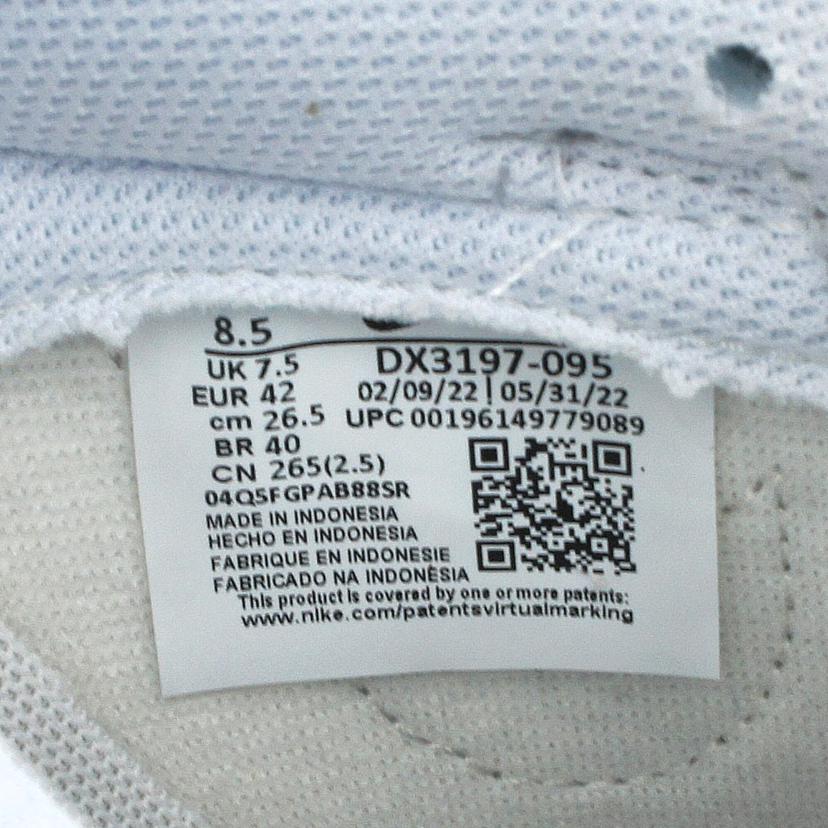 8.5
UK 7.5 DX3197-095
EUR 42 02/09/22 | 05/31/22
cm 26.5 UPC 00196149779089
BR 40
CN 265(2.5)
04Q5FGPAB88SR
MADE IN INDONESIA
HECHO EN INDONESIA
FABRIQUE EN INDONESIE
FABRICADO NA INDONÉSIA
This product is covered by one or more patents:
www.nike.com/patentsvirtualmarking